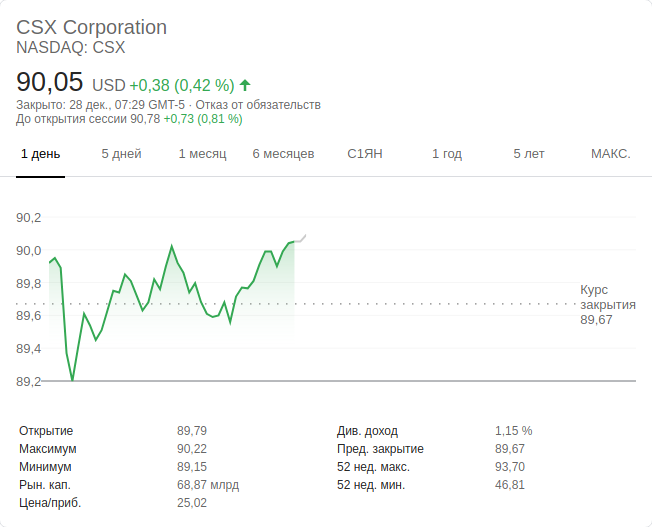 CSX Corporation
NASDAQ: CSX
90,05 USD +0,38 (0,42 %)
Закрыто: 28 дек., 07:29 GMT-5 · Отказ от обязательств
До открытия сессии 90,78 +0,73 (0,81 %)
1 день 5 дней 1 месяц 6 месяцев С1ЯН 1 год 5 лет МАКС.
90,2
90,0
89,8
89,6
89,4
89,2
Курс
закрытия
89,67
Открытие 89,79 Див. доход 1,15 %
Максимум 90,22 Пред. закрытие 89,67
Минимум 89,15 52 нед. макс. 93,70
Рын. кап. 68,87 млрд 52 нед. мин. 46,81
Цена/приб. 25,02